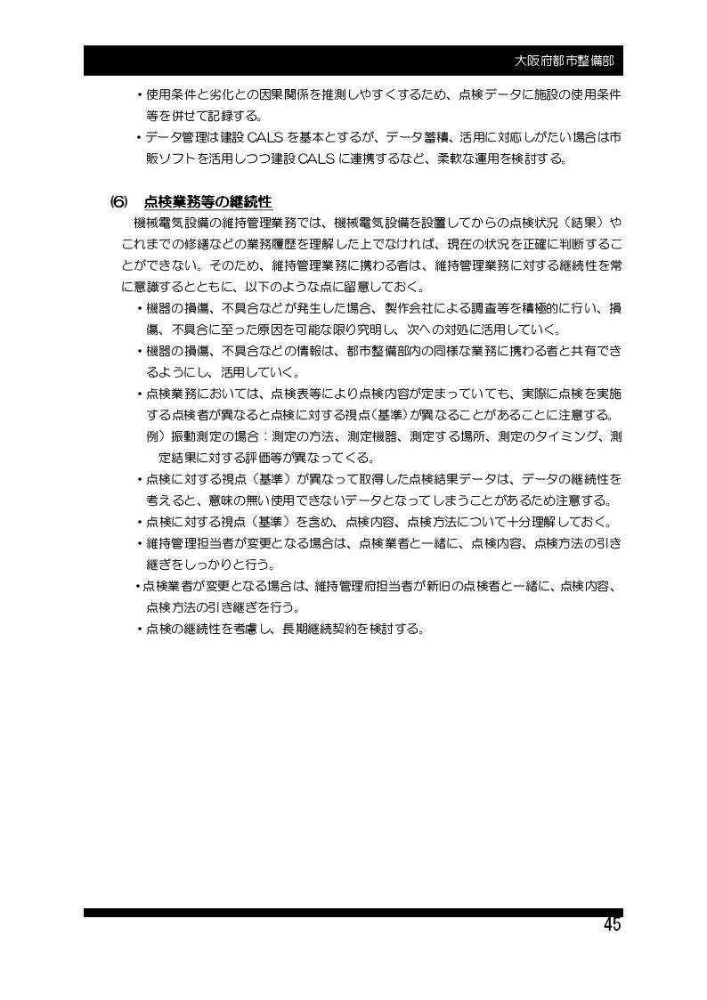 大阪府都市整備部
・使用条件と劣化との因果関係を推測しやすくするため、点検データに施設の使用条件
等を併せて記録する。
・データ管理は建設 CALS を基本とするが、データ蓄積、活用に対応しがたい場合は市
販ソフトを活用しつつ建設 CALS に連携するなど、柔軟な運用を検討する。
(6) 点検業務等の継続性
機械電気設備の維持管理業務では、機械電気設備を設置してからの点検状況（結果）や
これまでの修繕などの業務履歴を理解した上でなければ、現在の状況を正確に判断するこ
とができない。そのため、維持管理業務に携わる者は、維持管理業務に対する継続性を常
に意識するとともに、以下のような点に留意しておく。
・機器の損傷、不具合などが発生した場合、製作会社による調査等を積極的に行い、損
傷、不具合に至った原因を可能な限り究明し、次への対処に活用していく。
・機器の損傷、不具合などの情報は、都市整備部内の同様な業務に携わる者と共有でき
るようにし、活用していく。
・点検業務においては、点検表等により点検内容が定まっていても、実際に点検を実施
する点検者が異なると点検に対する視点（基準）が異なることがあることに注意する。
例）振動測定の場合：測定の方法、測定機器、測定する場所、測定のタイミング、測
定結果に対する評価等が異なってくる。
・点検に対する視点（基準）が異なって取得した点検結果データは、データの継続性を
考えると、意味の無い使用できないデータとなってしまうことがあるため注意する。
・点検に対する視点（基準）を含め、点検内容、点検方法について十分理解しておく。
・維持管理担当者が変更となる場合は、点検業者と一緒に、点検内容、点検方法の引き
継ぎをしっかりと行う。
・点検業者が変更となる場合は、維持管理府担当者が新旧の点検者と一緒に、点検内容、
点検方法の引き継ぎを行う。
・点検の継続性を考慮し、長期継続契約を検討する。
45